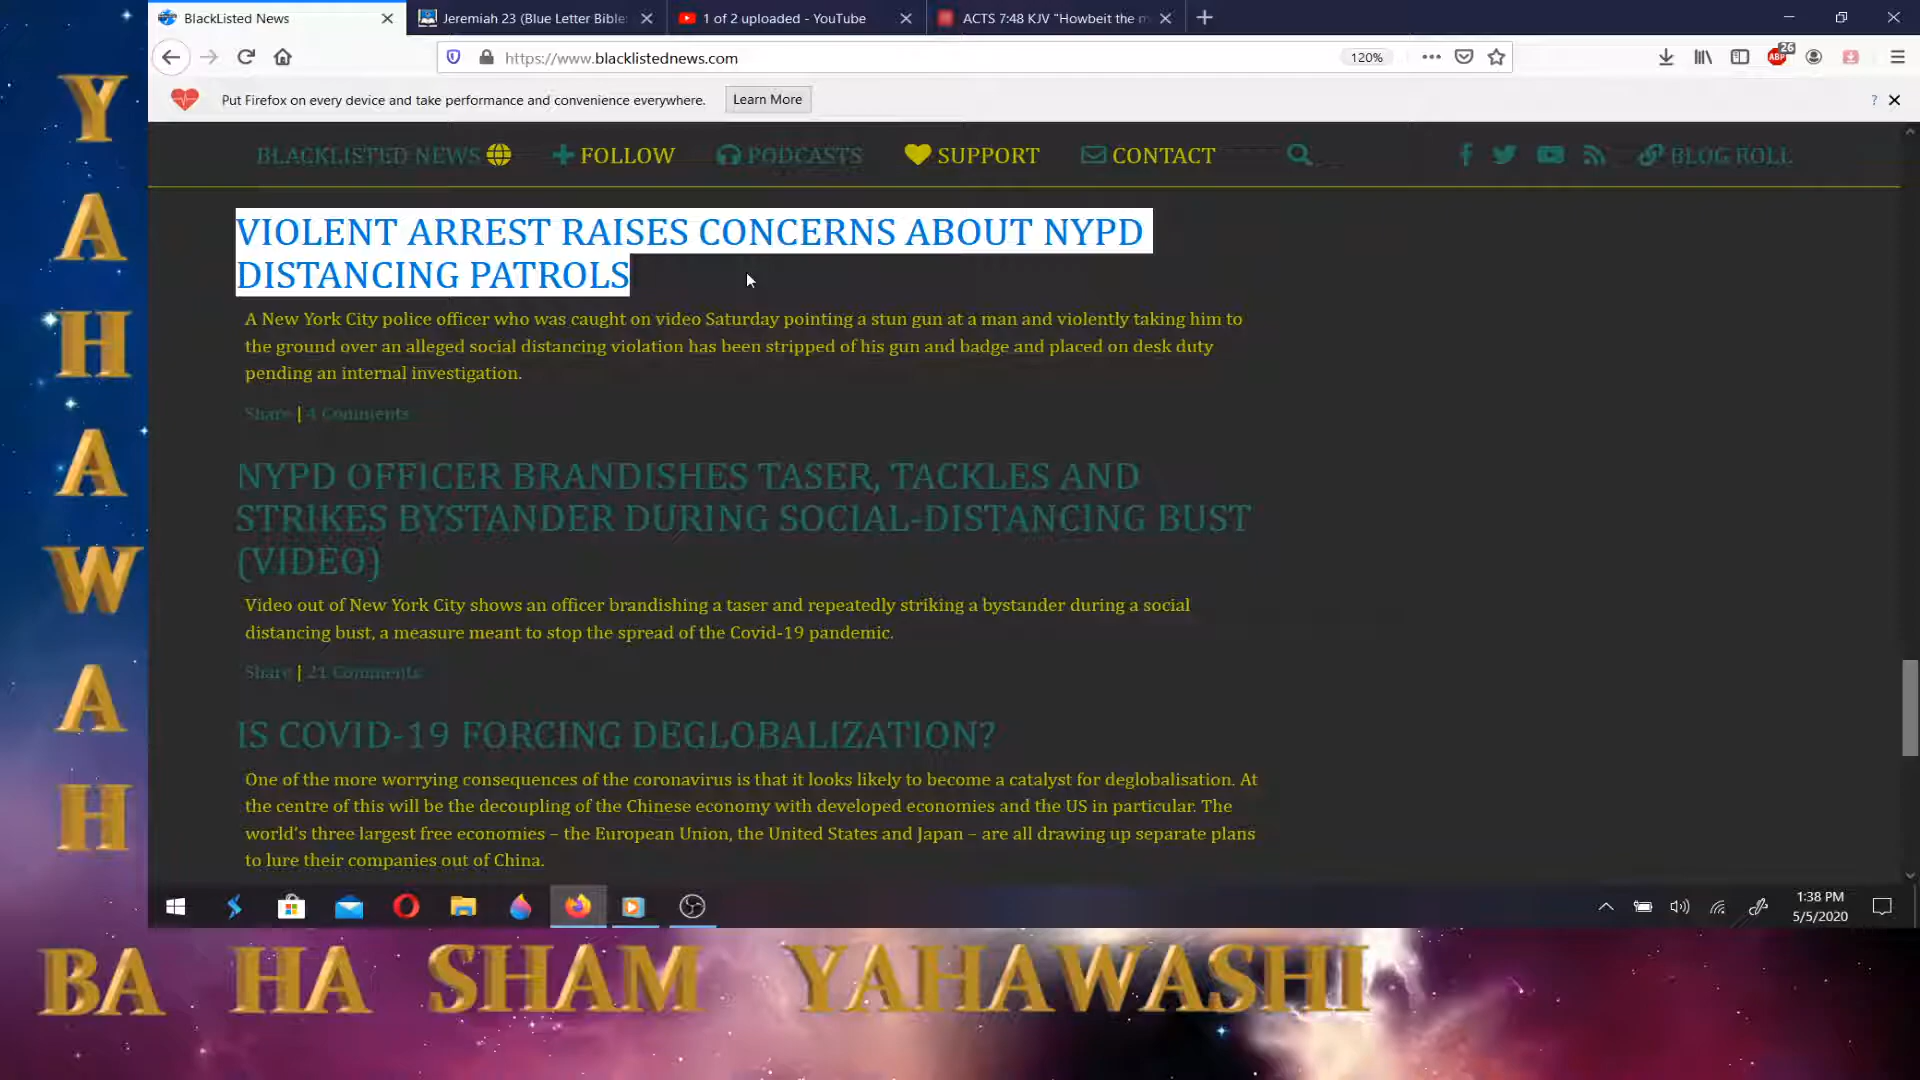 BlackListed News
Jeremiah 23 (Blue Letter Bible:
1 of 2 uploaded - YouTube
ACTS 7:48 KJV "Howbeit the m
https://www.blacklistednews.com
120%
26
ABP
Put Firefox on every device and take performance and convenience everywhere.
Learn More
?
BLACKLISTED NEWS
FOLLOW
PODCASTS
SUPPORT
CONTACT
BLOG ROLL
VIOLENT ARREST RAISES CONCERNS ABOUT NYPD
DISTANCING PATROLS
A New York City police officer who was caught on video Saturday pointing a stun gun at a man and violently taking him to
the ground over an alleged social distancing violation has been stripped of his gun and badge and placed on desk duty
pending an internal investigation.
Share | 4 Comments
NYPD OFFICER BRANDISHES TASER, TACKLES AND
STRIKES BYSTANDER DURING SOCIAL-DISTANCING BUST
(VIDEO)
Video out of New York City shows an officer brandishing a taser and repeatedly striking a bystander during a social
distancing bust, a measure meant to stop the spread of the Covid-19 pandemic.
Share | 21 Comments
IS COVID-19 FORCING DEGLOBALIZATION?
One of the more worrying consequences of the coronavirus is that it looks likely to become a catalyst for deglobalisation. At
the centre of this will be the decoupling of the Chinese economy with developed economies and the US in particular. The
world's three largest free economies – the European Union, the United States and Japan – are all drawing up separate plans
to lure their companies out of China.
1:38 PM
5/5/2020
YAHAWAH
BA HA SHAM YAHAWASHI